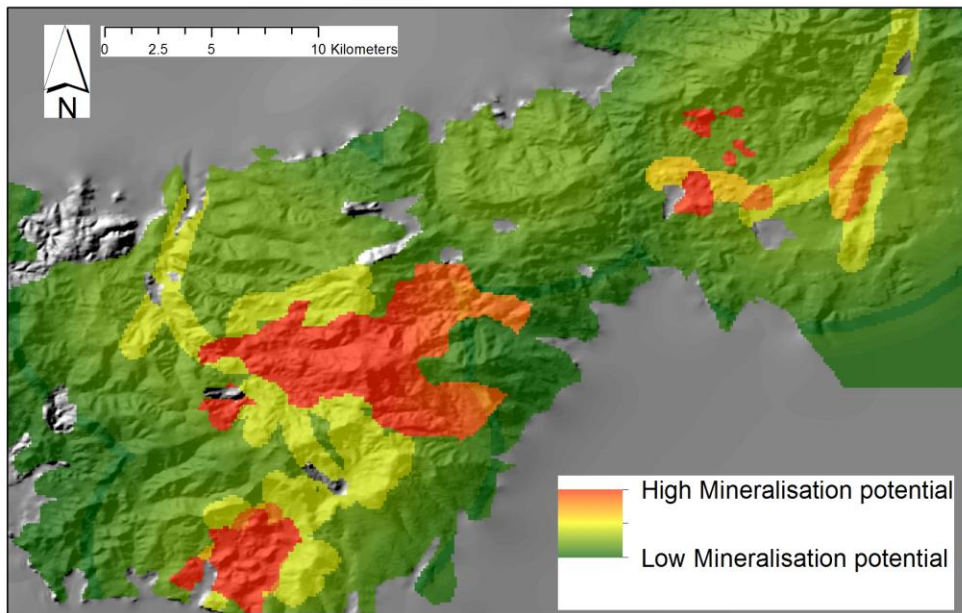 0 2.5 5 10 Kilometers
N
High Mineralisation potential
Low Mineralisation potential